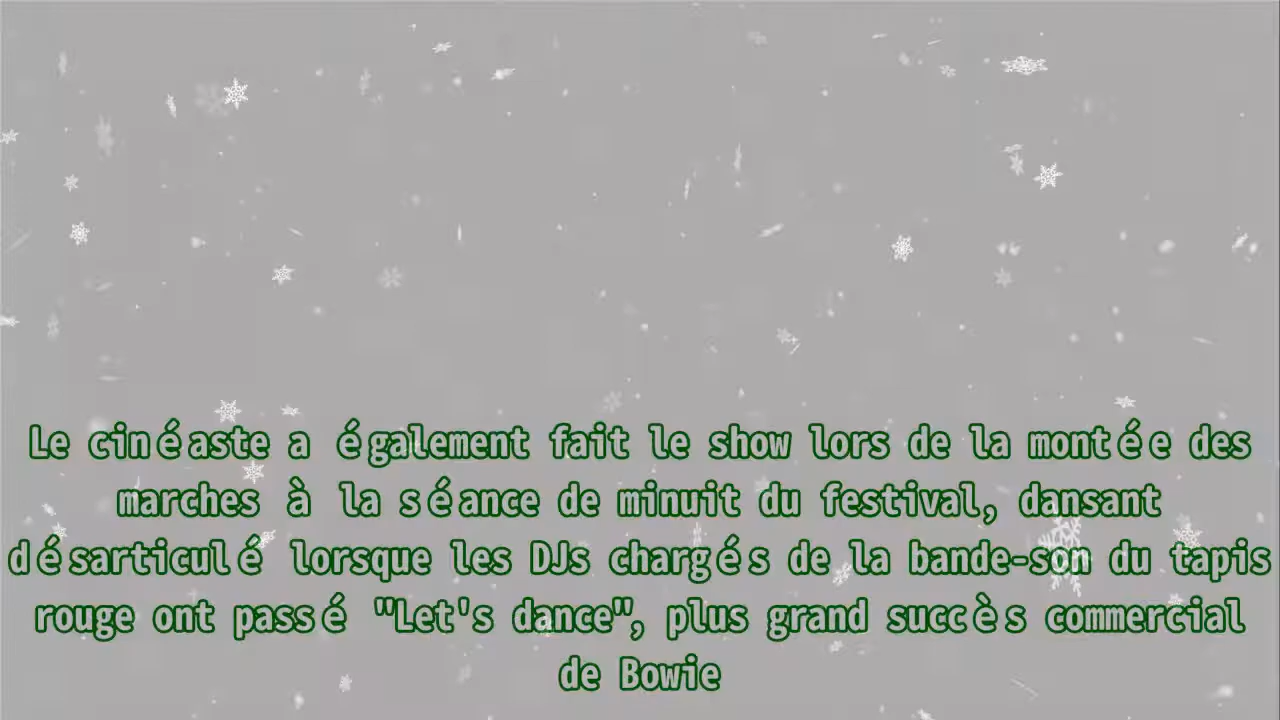 Le cinéaste a également fait le show lors de la montée des
marches à la séance de minuit du festival, dansant
désarticulé lorsque les DJs chargés de la bande-son du tapis
rouge ont passé "Let's dance", plus grand succès commercial
de Bowie